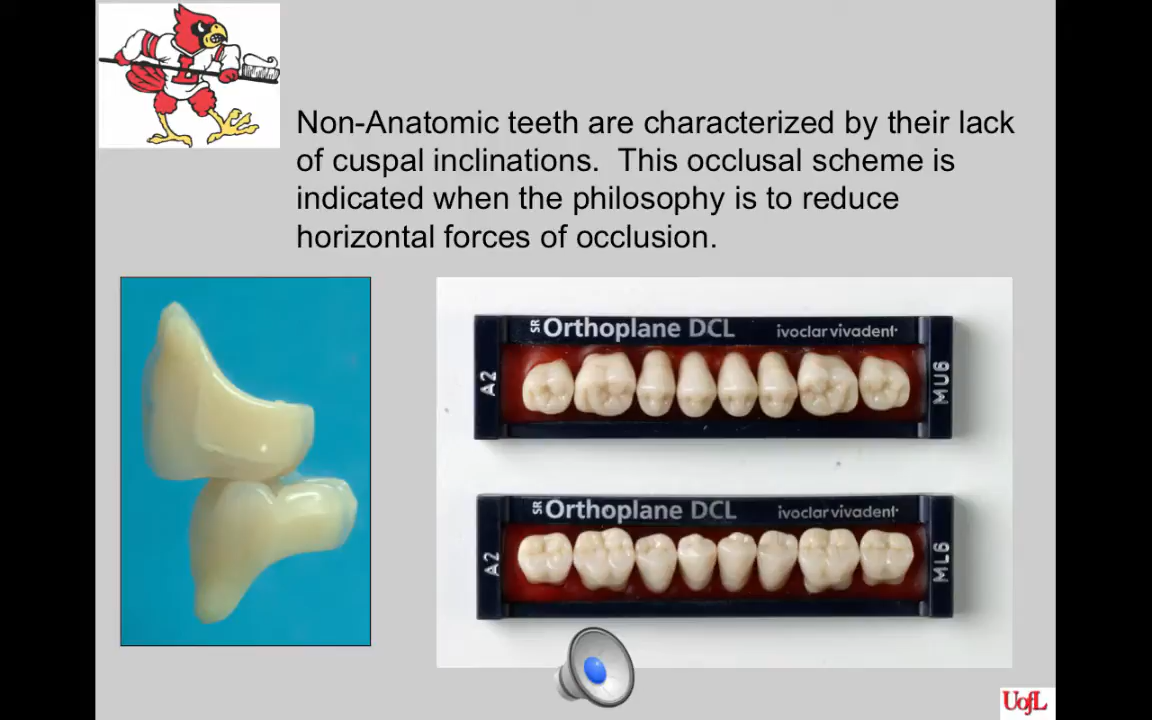 Non-Anatomic teeth are characterized by their lack
of cuspal inclinations. This occlusal scheme is
indicated when the philosophy is to reduce
horizontal forces of occlusion.
SR Orthoplane DCL ivoclar vivadent
A2
MU6
SR Orthoplane DCL ivoclar vivadent
A2
ML6
L
UofL